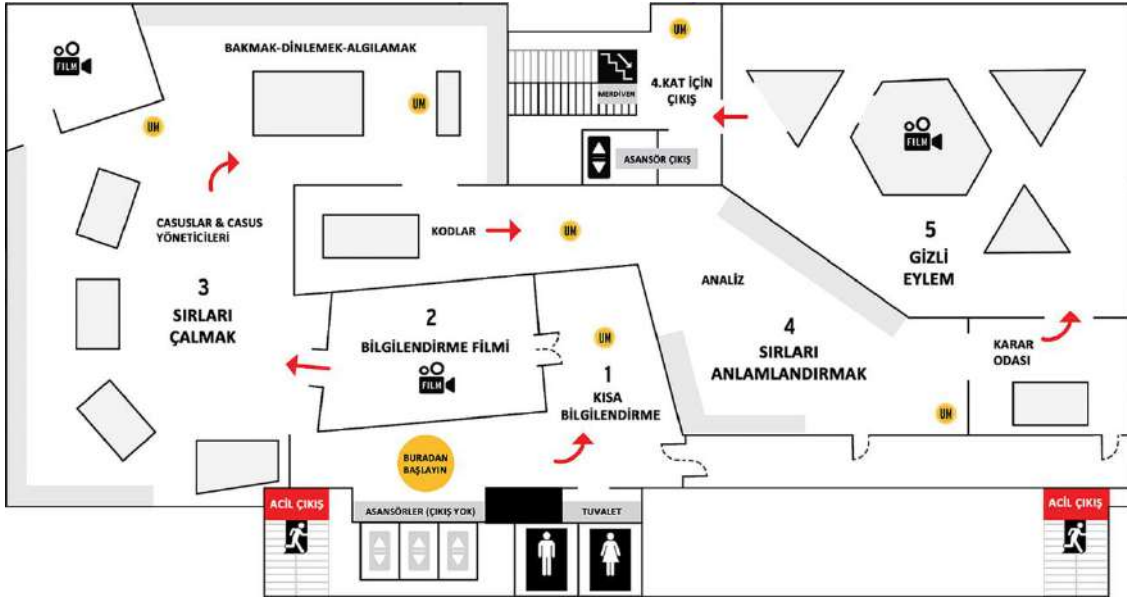 FILM
BAKMAK-DİNLEMEK-ALGILAMAK
UM
UM
UM
MERDİVEN
4.KAT İÇİN
ÇIKIŞ
ASANSÖR ÇIKIŞ
FILM
5
GİZLİ
EYLEM
CASUSLAR & CASUS
YÖNETİCİLERİ
KODLAR
UM
ANALİZ
3
SIRLARI
ÇALMAK
2
BİLGİLENDİRME FİLMİ
FILM
UM
1
KISA
BİLGİLENDİRME
4
SIRLARI
ANLAMLANDIRMAK
UM
KARAR
ODASI
BURADAN
BAŞLAYIN
ACİL ÇIKIŞ
ASANSÖRLER (ÇIKIŞ YOK)
TUVALET
ACİL ÇIKIŞ